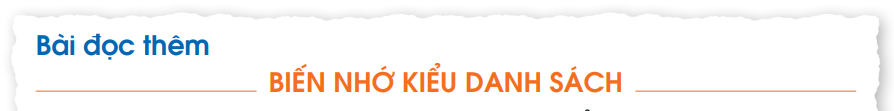 Bài đọc thêm
BIẾN NHỚ KIỂU DANH SÁCH